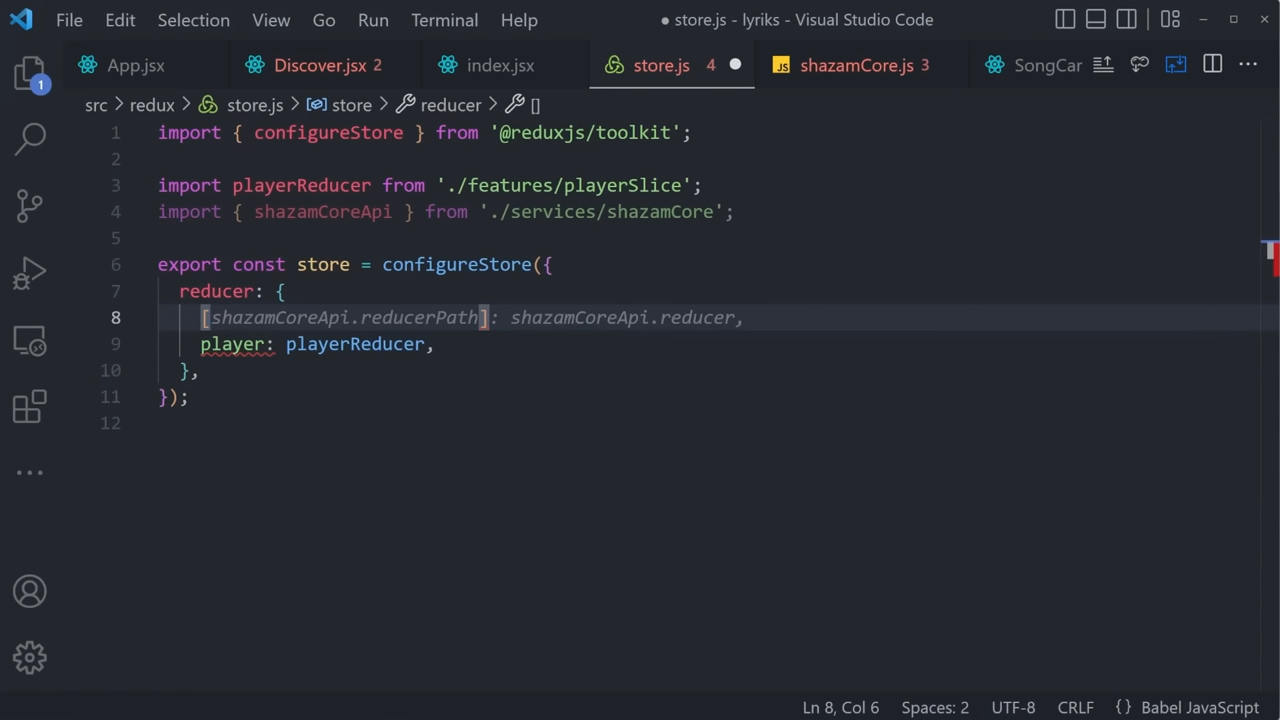 File Edit Selection View Go Run Terminal Help ● store.js - lyriks - Visual Studio Code
1
App.jsx Discover.jsx 2 index.jsx store.js 4 JS shazamCore.js 3 SongCar
src > redux > store.js > store > reducer > []
1 import { configureStore } from '@reduxjs/toolkit';
2
3 import playerReducer from './features/playerSlice';
4 import { shazamCoreApi } from './services/shazamCore';
5
6 export const store = configureStore({
7 reducer: {
8 [shazamCoreApi.reducerPath]: shazamCoreApi.reducer,
9 player: playerReducer,
10 },
11 });
12
Ln 8, Col 6 Spaces: 2 UTF-8 CRLF {} Babel JavaScript